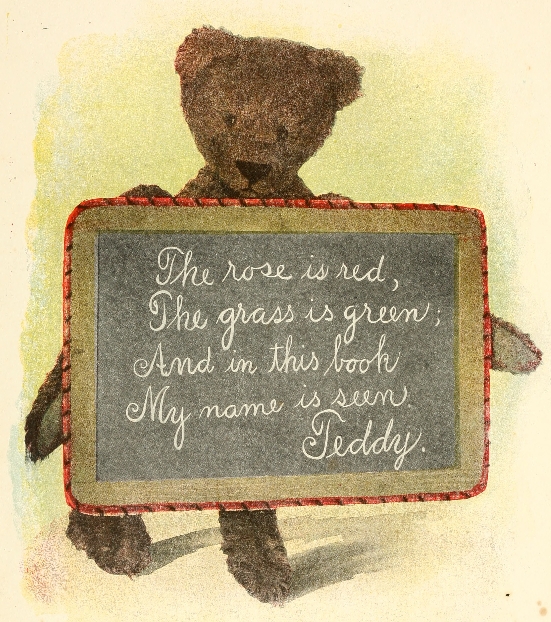 The rose is red,
The grass is green;
And in this book
My name is seen.
Teddy.